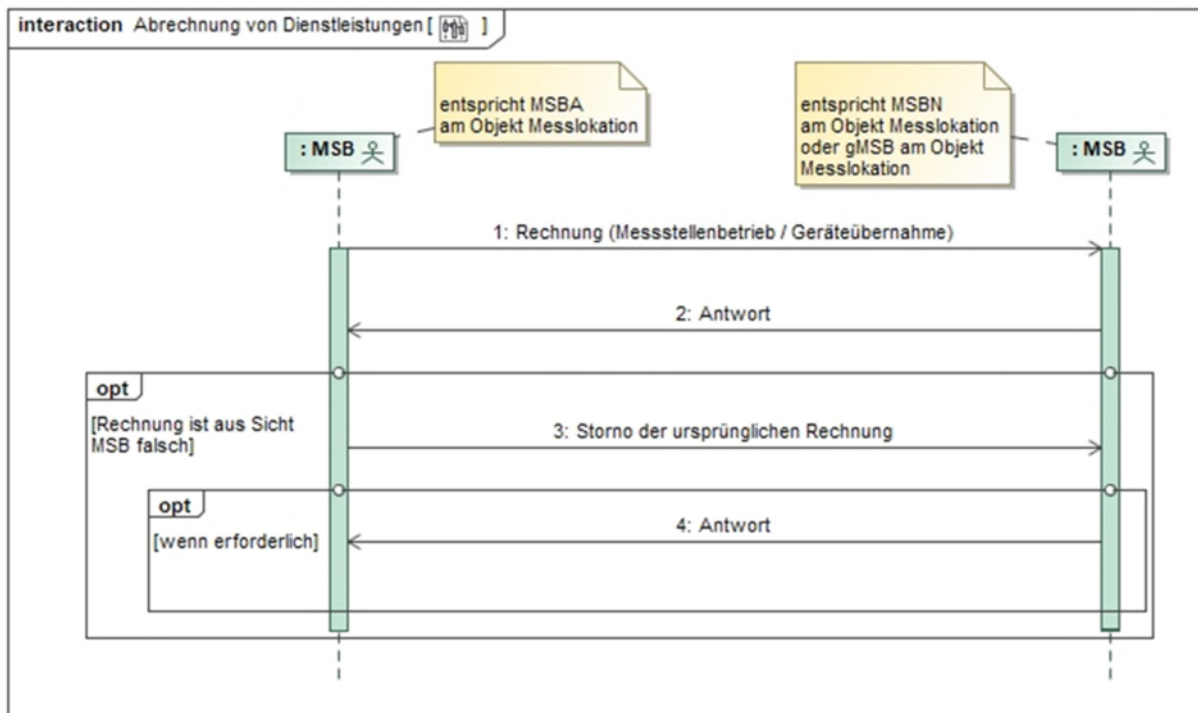 interaction Abrechnung von Dienstleistungen [ ]
entspricht MSBA
am Objekt Messlokation
entspricht MSBN
am Objekt Messlokation
oder gMSB am Objekt
Messlokation
: MSB
: MSB
1: Rechnung (Messstellenbetrieb / Geräteübernahme)
2: Antwort
opt
[Rechnung ist aus Sicht
MSB falsch]
3: Storno der ursprünglichen Rechnung
opt
[wenn erforderlich]
4: Antwort